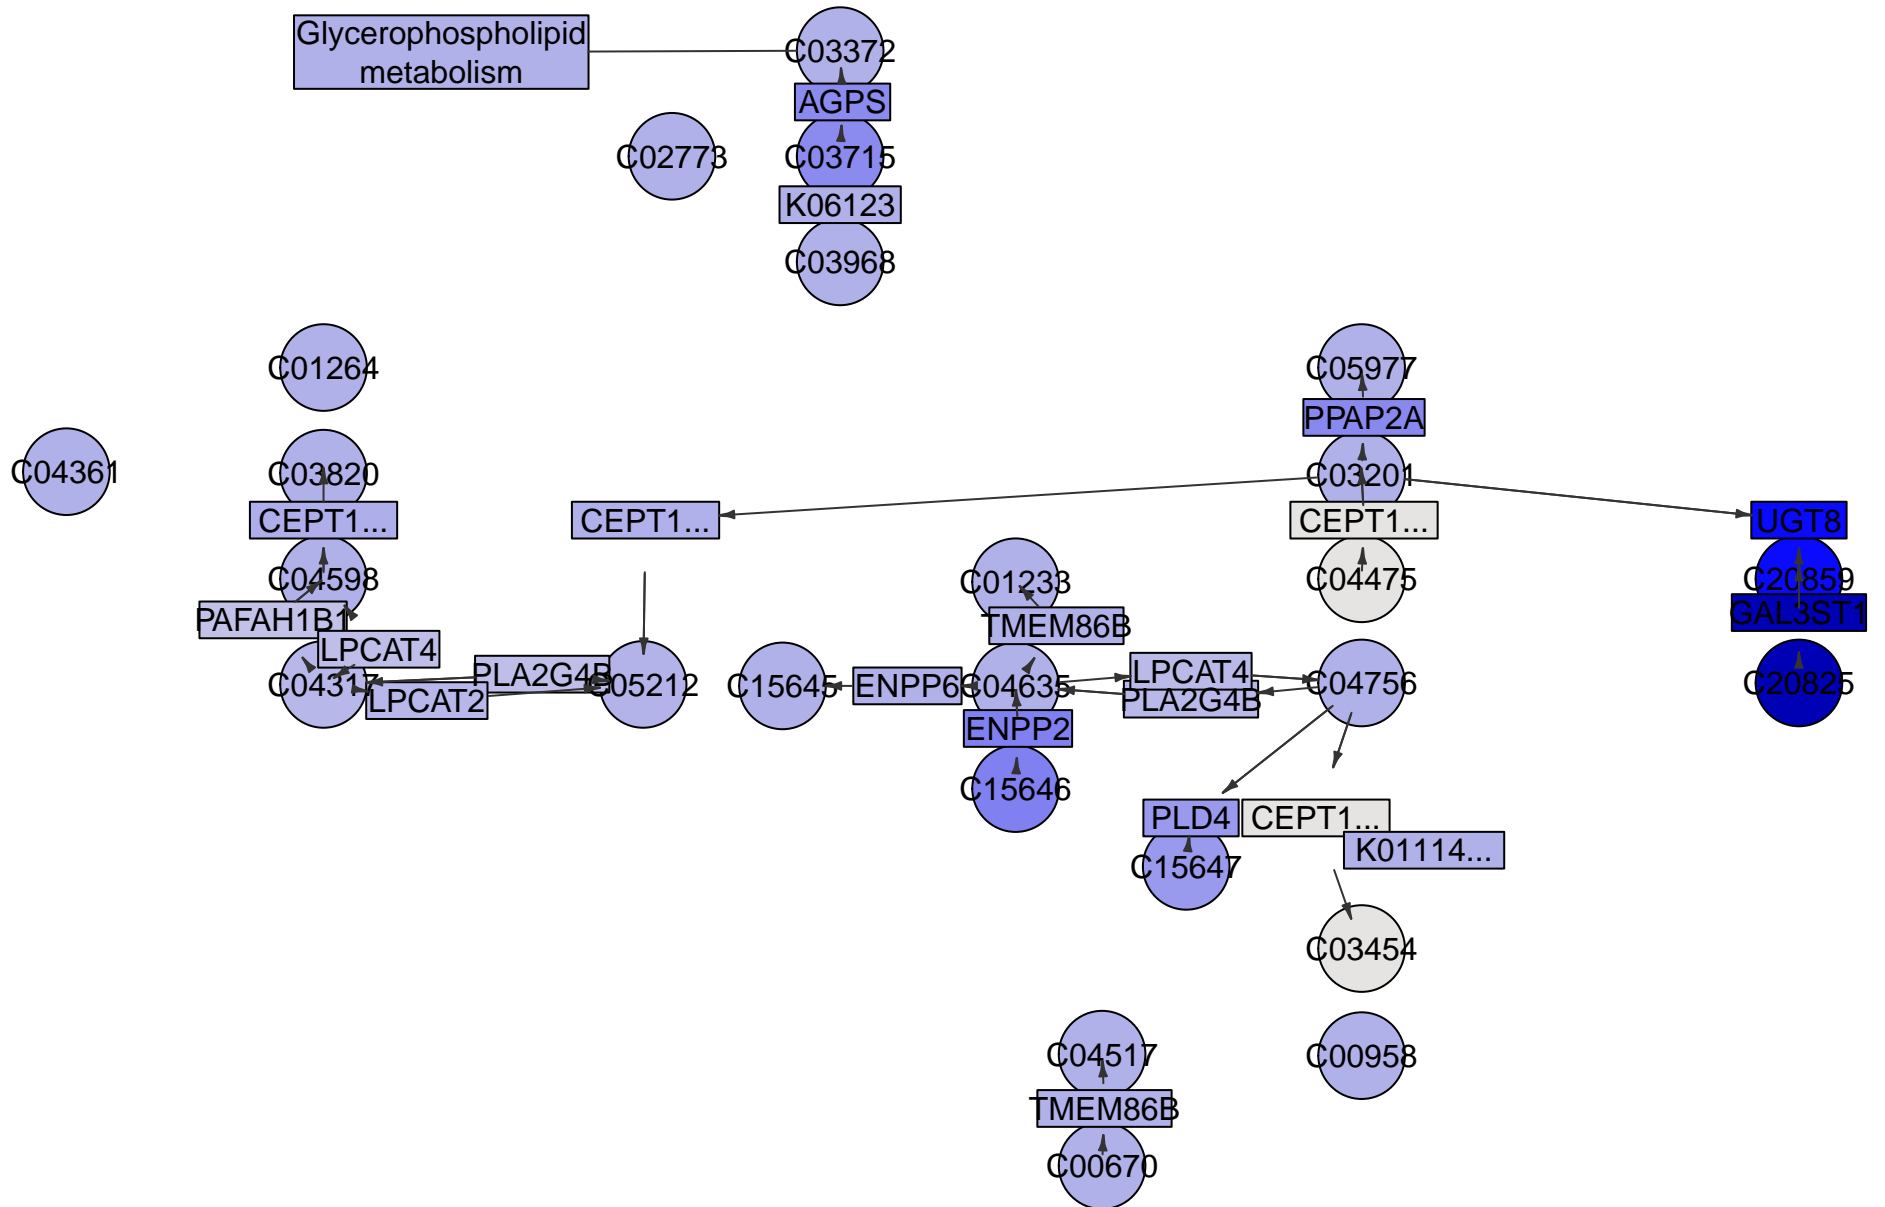 Glycerophospholipid
metabolism
C03372
AGPS
C02773
C03715
K06123
C03968
C01264
C05977
PPAP2A
C04361
C03820
C03201
CEPT1...
CEPT1...
CEPT1...
UGT8
C04598
C01233
C04475
C20859
PAFAH1B1
TMEM86B
GAL3ST1
LPCAT4
C04317
PLA2G4B
LPCAT2
C05212
C15645
ENPP6
C04635
LPCAT4
PLA2G4B
C04756
C20825
ENPP2
C15646
PLD4
CEPT1...
K01114...
C15647
C03454
C04517
C00958
TMEM86B
C00670